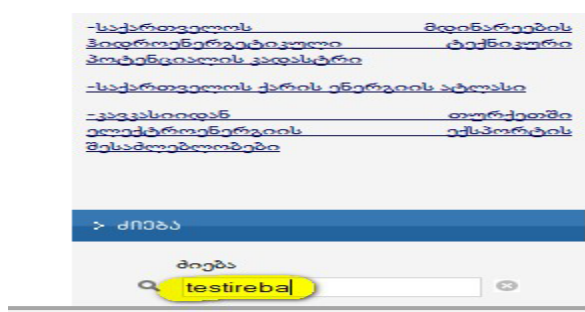 -საქართველოს მდინარეების
ჰიდროენერგეტიკული ტექნიკური
პოტენციალის კადასტრი
-საქართველოს ქარის ენერგიის ატლასი
-კავკასიიდან თურქეთში
ელექტროენერგიის ექსპორტის
შესაძლებლობები
> ძიება
ძიება
testireba